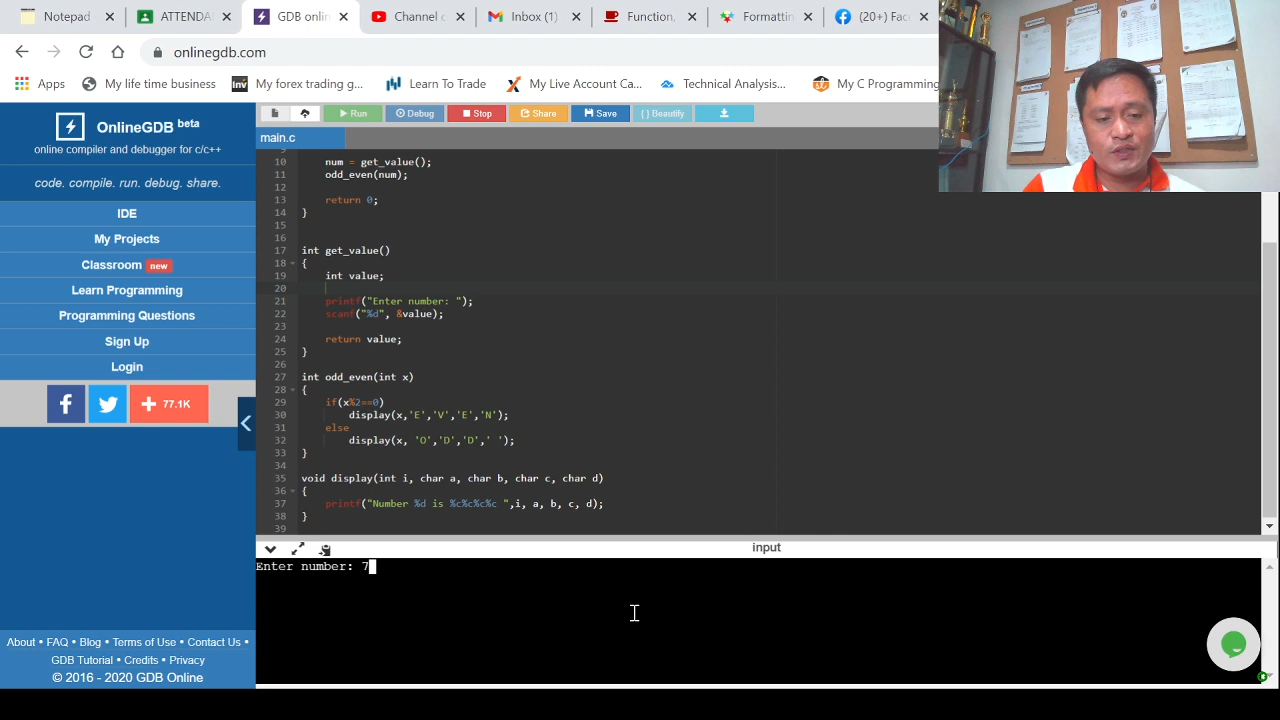 Notepad
ATTENDA
GDB onlin
Channel c
Inbox (1)
Function,
Formattin
(20+) Fac
onlinegdb.com
Apps
My life time business
My forex trading g...
Learn To Trade
My Live Account Ca...
Technical Analysis...
My C Programming
OnlineGDB beta
online compiler and debugger for c/c++
code. compile. run. debug. share.
IDE
My Projects
Classroom new
Learn Programming
Programming Questions
Sign Up
Login
77.1K
About • FAQ • Blog • Terms of Use • Contact Us •
GDB Tutorial • Credits • Privacy
© 2016 - 2020 GDB Online
Run Debug Stop Share Save { } Beautify
main.c
9
10 num = get_value();
11 odd_even(num);
12
13 return 0;
14 }
15
16
17 int get_value()
18 {
19 int value;
20
21 printf("Enter number: ");
22 scanf("%d", &value);
23
24 return value;
25 }
26
27 int odd_even(int x)
28 {
29 if(x%2==0)
30 display(x,'E','V','E','N');
31 else
32 display(x, 'O','D','D',' ');
33 }
34
35 void display(int i, char a, char b, char c, char d)
36 {
37 printf("Number %d is %c%c%c%c ",i, a, b, c, d);
38 }
39
input
Enter number: 7